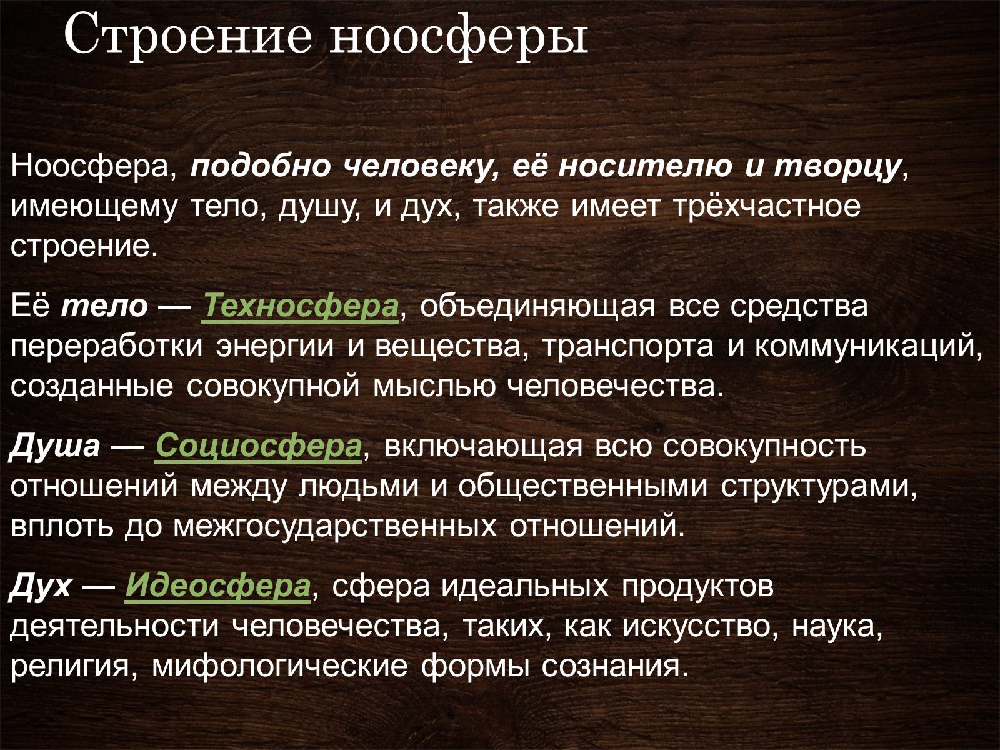 Строение ноосферы
Ноосфера, подобно человеку, её носителю и творцу,
имеющему тело, душу, и дух, также имеет трёхчастное
строение.
Её тело — Техносфера, объединяющая все средства
переработки энергии и вещества, транспорта и коммуникаций,
созданные совокупной мыслью человечества.
Душа — Социосфера, включающая всю совокупность
отношений между людьми и общественными структурами,
вплоть до межгосударственных отношений.
Дух — Идеосфера, сфера идеальных продуктов
деятельности человечества, таких, как искусство, наука,
религия, мифологические формы сознания.